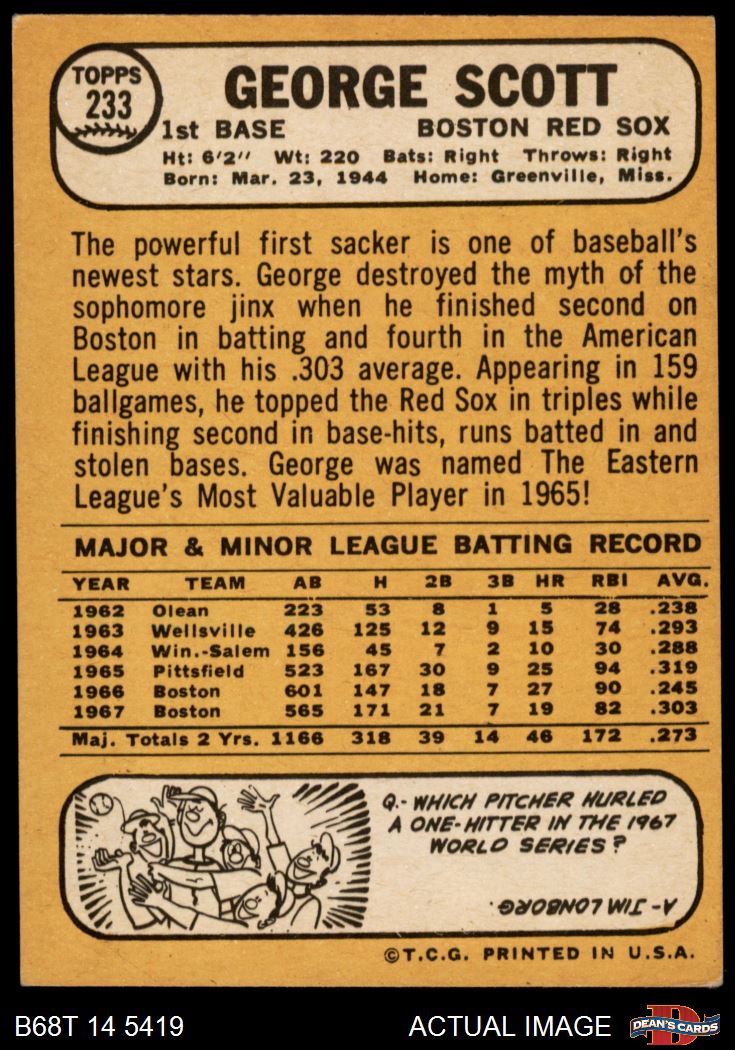 TOPPS
233
GEORGE SCOTT
1st BASE BOSTON RED SOX
Ht: 6'2" Wt: 220 Bats: Right Throws: Right
Born: Mar. 23, 1944 Home: Greenville, Miss.
The powerful first sacker is one of baseball's
newest stars. George destroyed the myth of the
sophomore jinx when he finished second on
Boston in batting and fourth in the American
League with his .303 average. Appearing in 159
ballgames, he topped the Red Sox in triples while
finishing second in base-hits, runs batted in and
stolen bases. George was named The Eastern
League's Most Valuable Player in 1965!
MAJOR & MINOR LEAGUE BATTING RECORD
YEAR TEAM AB H 2B 3B HR RBI AVG.
1962 Olean 223 53 8 1 5 28 .238
1963 Wellsville 426 125 12 9 15 74 .293
1964 Win.-Salem 156 45 7 2 10 30 .288
1965 Pittsfield 523 167 30 9 25 94 .319
1966 Boston 601 147 18 7 27 90 .245
1967 Boston 565 171 21 7 19 82 .303
Maj. Totals 2 Yrs. 1166 318 39 14 46 172 .273
Q.- WHICH PITCHER HURLED
A ONE-HITTER IN THE 1967
WORLD SERIES?
A- JIM LONBORG.
©T.C.G. PRINTED IN U.S.A.
B68T 14 5419 ACTUAL IMAGE
DEAN'S CARDS